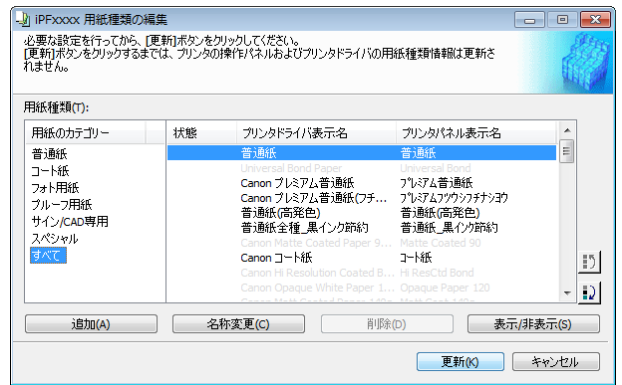 iPFxxxx 用紙種類の編集
必要な設定を行ってから、[更新]ボタンをクリックしてください。
[更新]ボタンをクリックするまでは、プリンタの操作パネルおよびプリンタドライバの用紙種類情報は更新さ
れません。
用紙種類(T):
用紙のカテゴリー 状態 プリンタドライバ表示名 プリンタパネル表示名
普通紙
コート紙
フォト用紙
プルーフ用紙
サイン/CAD専用
スペシャル
すべて
普通紙 普通紙
Universal Bond Paper Universal Bond
Canon プレミアム普通紙 プレミアム普通紙
Canon プレミアム普通紙(フチ... プレミアムフツウシフチナシヨウ
普通紙(高発色) 普通紙(高発色)
普通紙全種_黒インク節約 普通紙_黒インク節約
Canon Matte Coated Paper 9... Matte Coated 90
Canon コート紙 コート紙
Canon Hi Resolution Coated B... Hi ResCtd Bond
Canon Opaque White Paper 1... Opaque Paper 120
追加(A) 名称変更(C) 削除(D) 表示/非表示(S)
更新(K) キャンセル